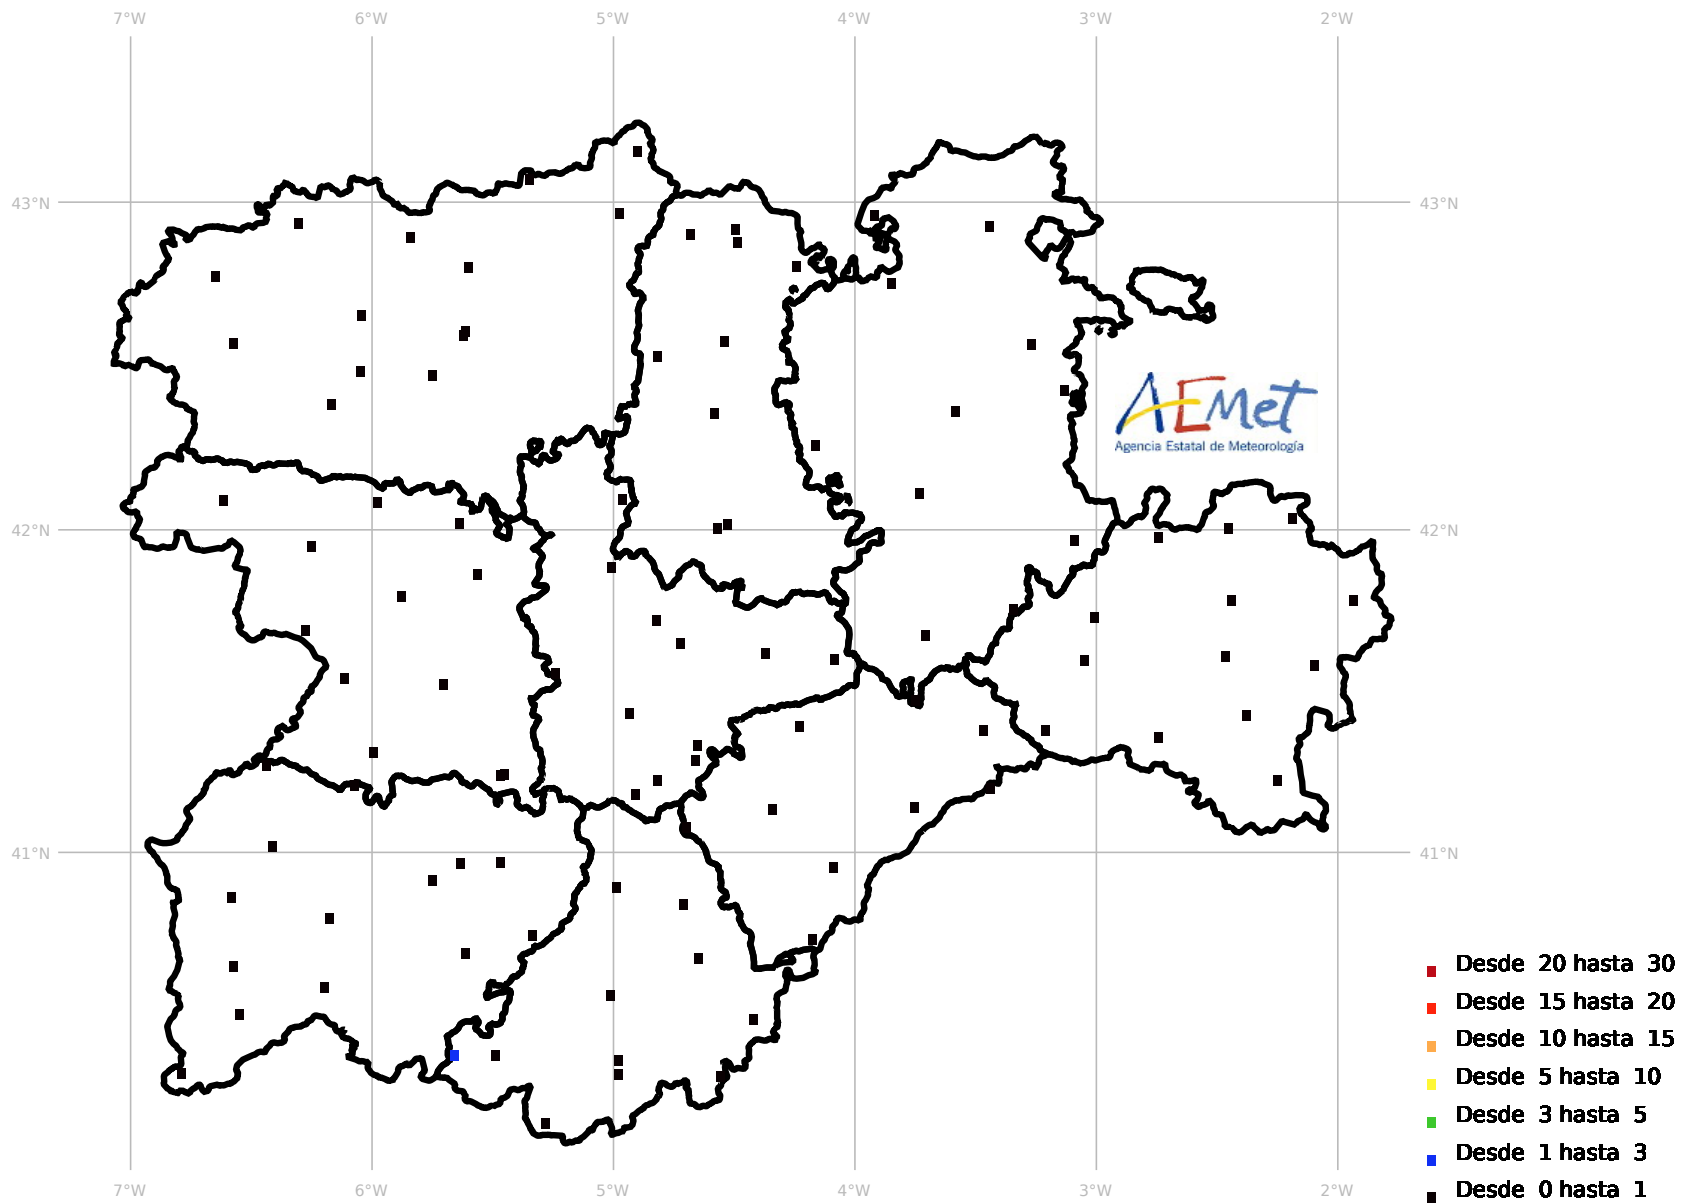 7°W 6°W 5°W 4°W 3°W 2°W
43°N 43°N
AEMet
Agencia Estatal de Meteorología
42°N 42°N
41°N 41°N
Desde 20 hasta 30
Desde 15 hasta 20
Desde 10 hasta 15
Desde 5 hasta 10
Desde 3 hasta 5
Desde 1 hasta 3
Desde 0 hasta 1
7°W 6°W 5°W 4°W 3°W 2°W